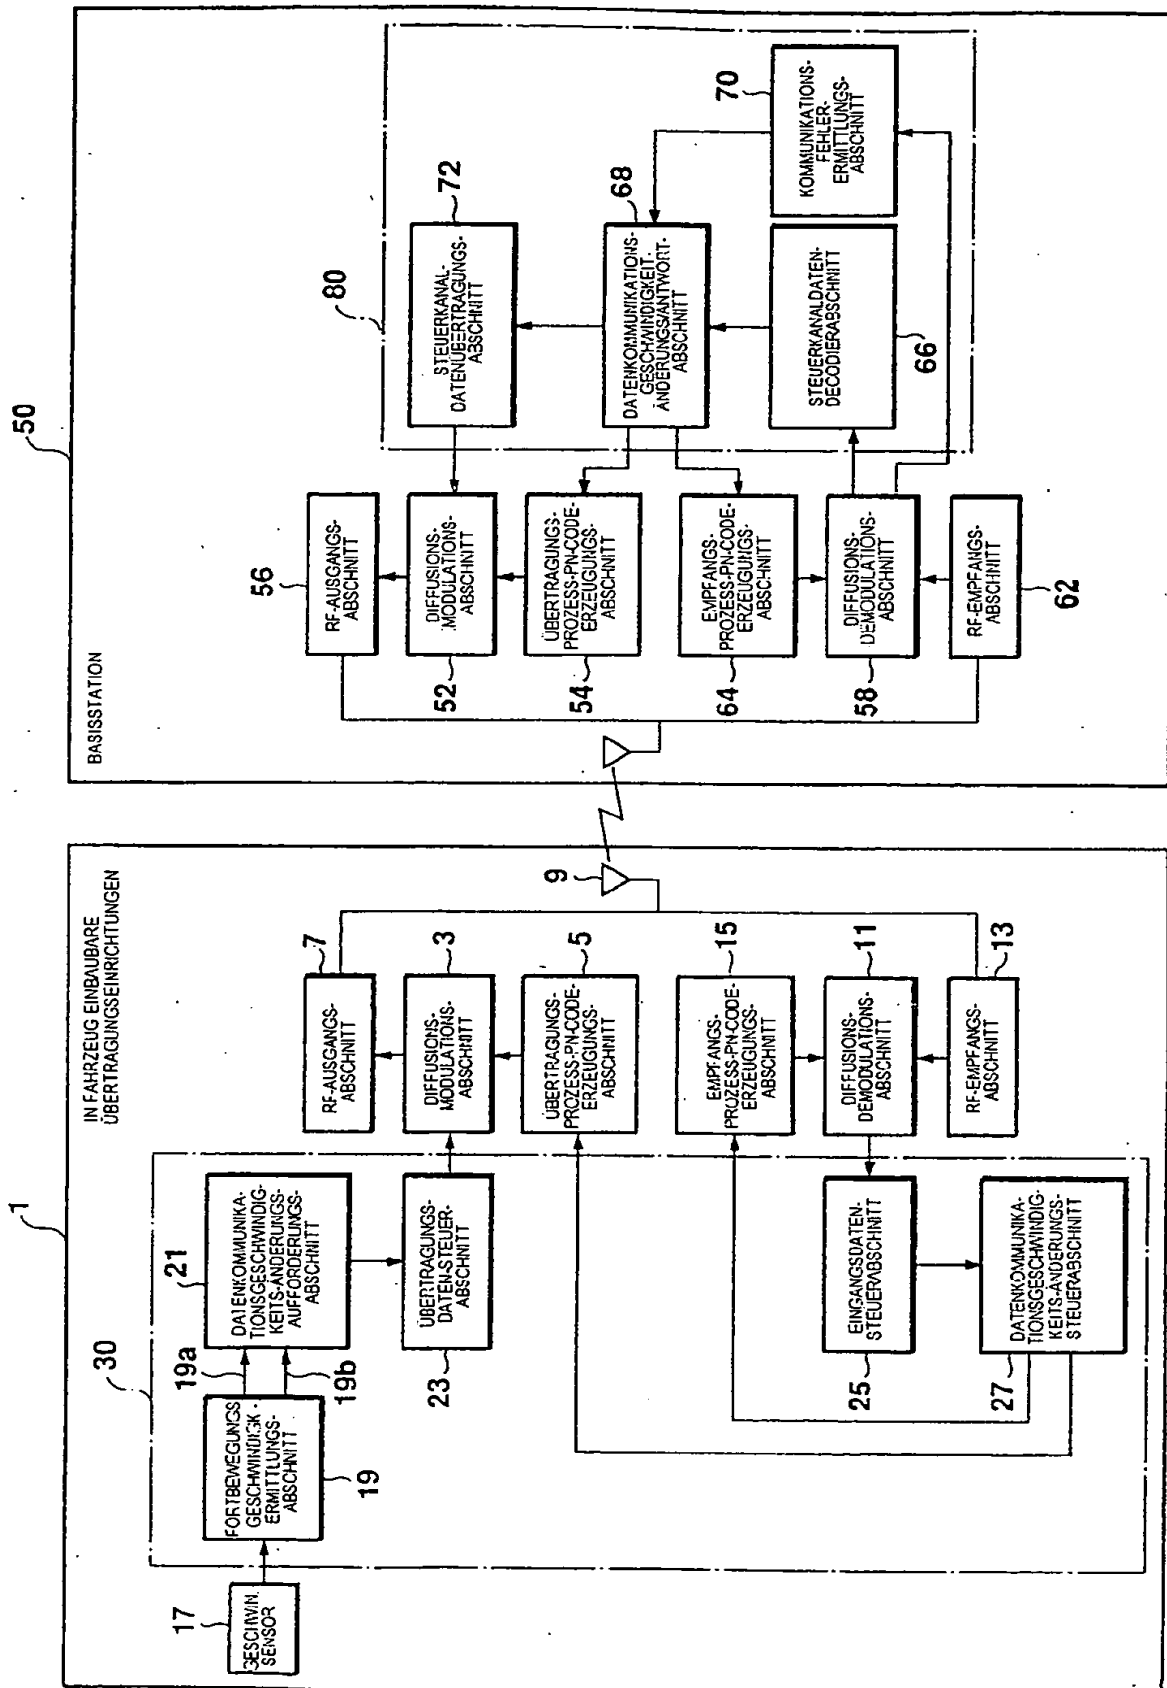 1
IN FAHRZEUG EINBAUBARE
ÜBERTRAGUNGSEINRICHTUNGEN
30
17
GESCHWIN.
SENSOR
FORTBEWEGUNGS
GESCHWINDIGK.-
ERMITTLUNGS-
ABSCHNITT
19
19a
19b
21
DATENKOMMUNIKA-
TIONSGESCHWINDIG-
KEITS-ÄNDERUNGS-
AUFFORDERUNGS-
ABSCHNITT
ÜBERTRAGUNGS-
DATEN-STEUER-
ABSCHNITT
23
EINGANGSDATEN-
STEUERABSCHNITT
25
DATENKOMMUNIKA-
TIONSGESCHWINDIG-
KEITS-ÄNDERUNGS-
STEUERABSCHNITT
27
7
RF-AUSGANGS-
ABSCHNITT
3
DIFFUSIONS-
MODULATIONS-
ABSCHNITT
5
ÜBERTRAGUNGS-
PROZESS-PN-CODE-
ERZEUGUNGS-
ABSCHNITT
15
EMPFANGS-
PROZESS-PN-CODE-
ERZEUGUNGS-
ABSCHNITT
11
DIFFUSIONS-
DEMODULATIONS-
ABSCHNITT
13
RF-EMPFANGS-
ABSCHNITT
9
50
BASISSTATION
56
RF-AUSGANGS-
ABSCHNITT
DIFFUSIONS-
MODULATIONS-
ABSCHNITT
52
ÜBERTRAGUNGS-
PROZESS-PN-CODE-
ERZEUGUNGS-
ABSCHNITT
54
EMPFANGS-
PROZESS-PN-CODE-
ERZEUGUNGS-
ABSCHNITT
64
DIFFUSIONS-
DEMODULATIONS-
ABSCHNITT
58
RF-EMPFANGS-
ABSCHNITT
62
80
72
STEUERKANAL-
DATENÜBERTRAGUNGS-
ABSCHNITT
68
DATENKOMMUNIKATIONS-
GESCHWINDIGKEIT.
ÄNDERUNGS/ANTWORT-
ABSCHNITT
STEUERKANALDATEN-
DECODIERABSCHNITT
66
70
KOMMUNIKATIONS-
FEHLER-
ERMITTLUNGS-
ABSCHNITT